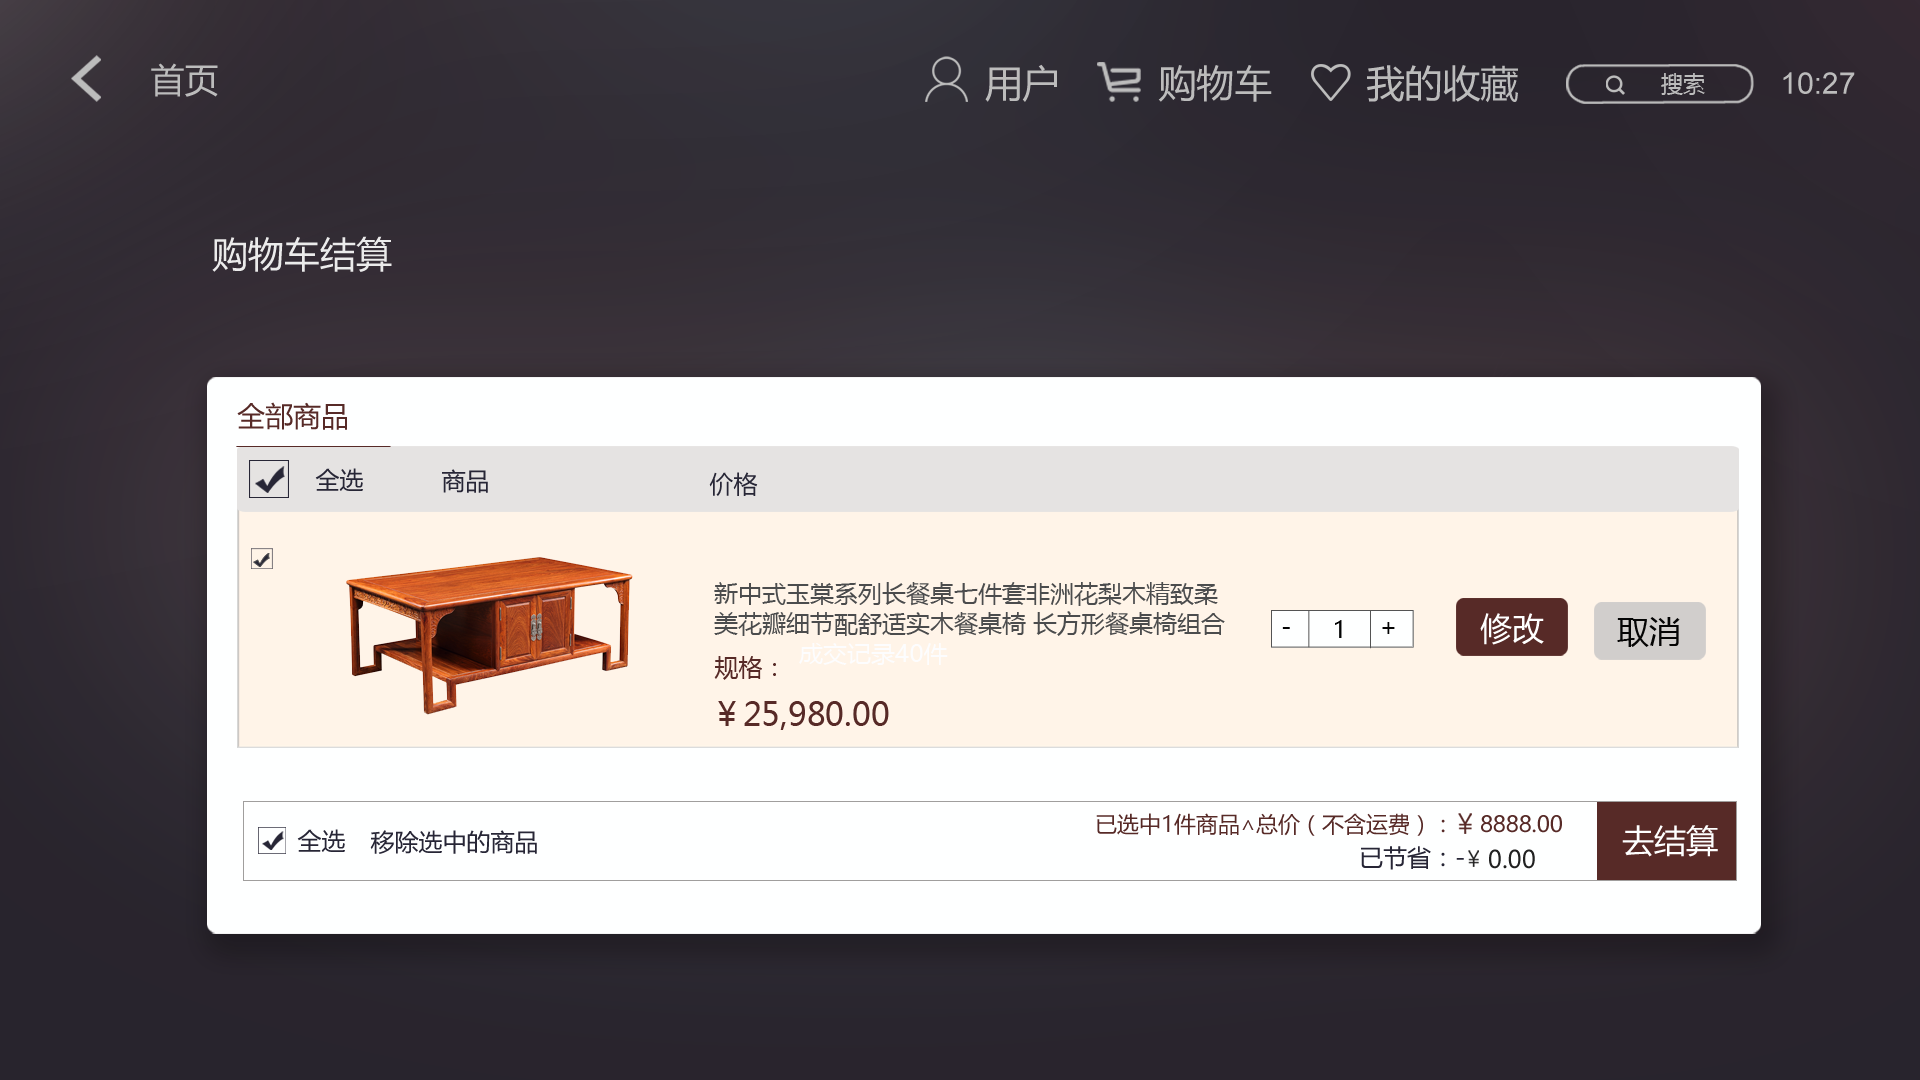 首页
用户
购物车
我的收藏
搜索
10:27
购物车结算
全部商品
全选
商品
价格
新中式玉棠系列长餐桌七件套非洲花梨木精致柔
美花瓣细节配舒适实木餐桌椅 长方形餐桌椅组合
成交记录40件
规格：
¥ 25,980.00
- 1 +
修改
取消
全选
移除选中的商品
已选中1件商品^总价（不含运费）：¥ 8888.00
已节省：-¥ 0.00
去结算